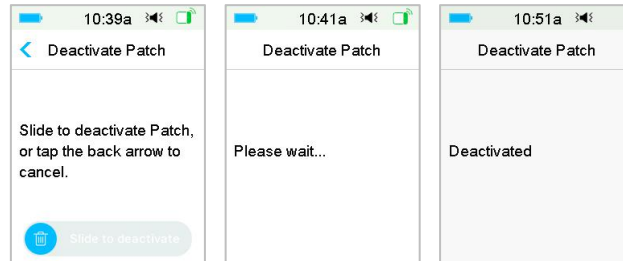 10:39a
Deactivate Patch
Slide to deactivate Patch,
or tap the back arrow to
cancel.
Slide to deactivate
10:41a
Deactivate Patch
Please wait...
10:51a
Deactivate Patch
Deactivated